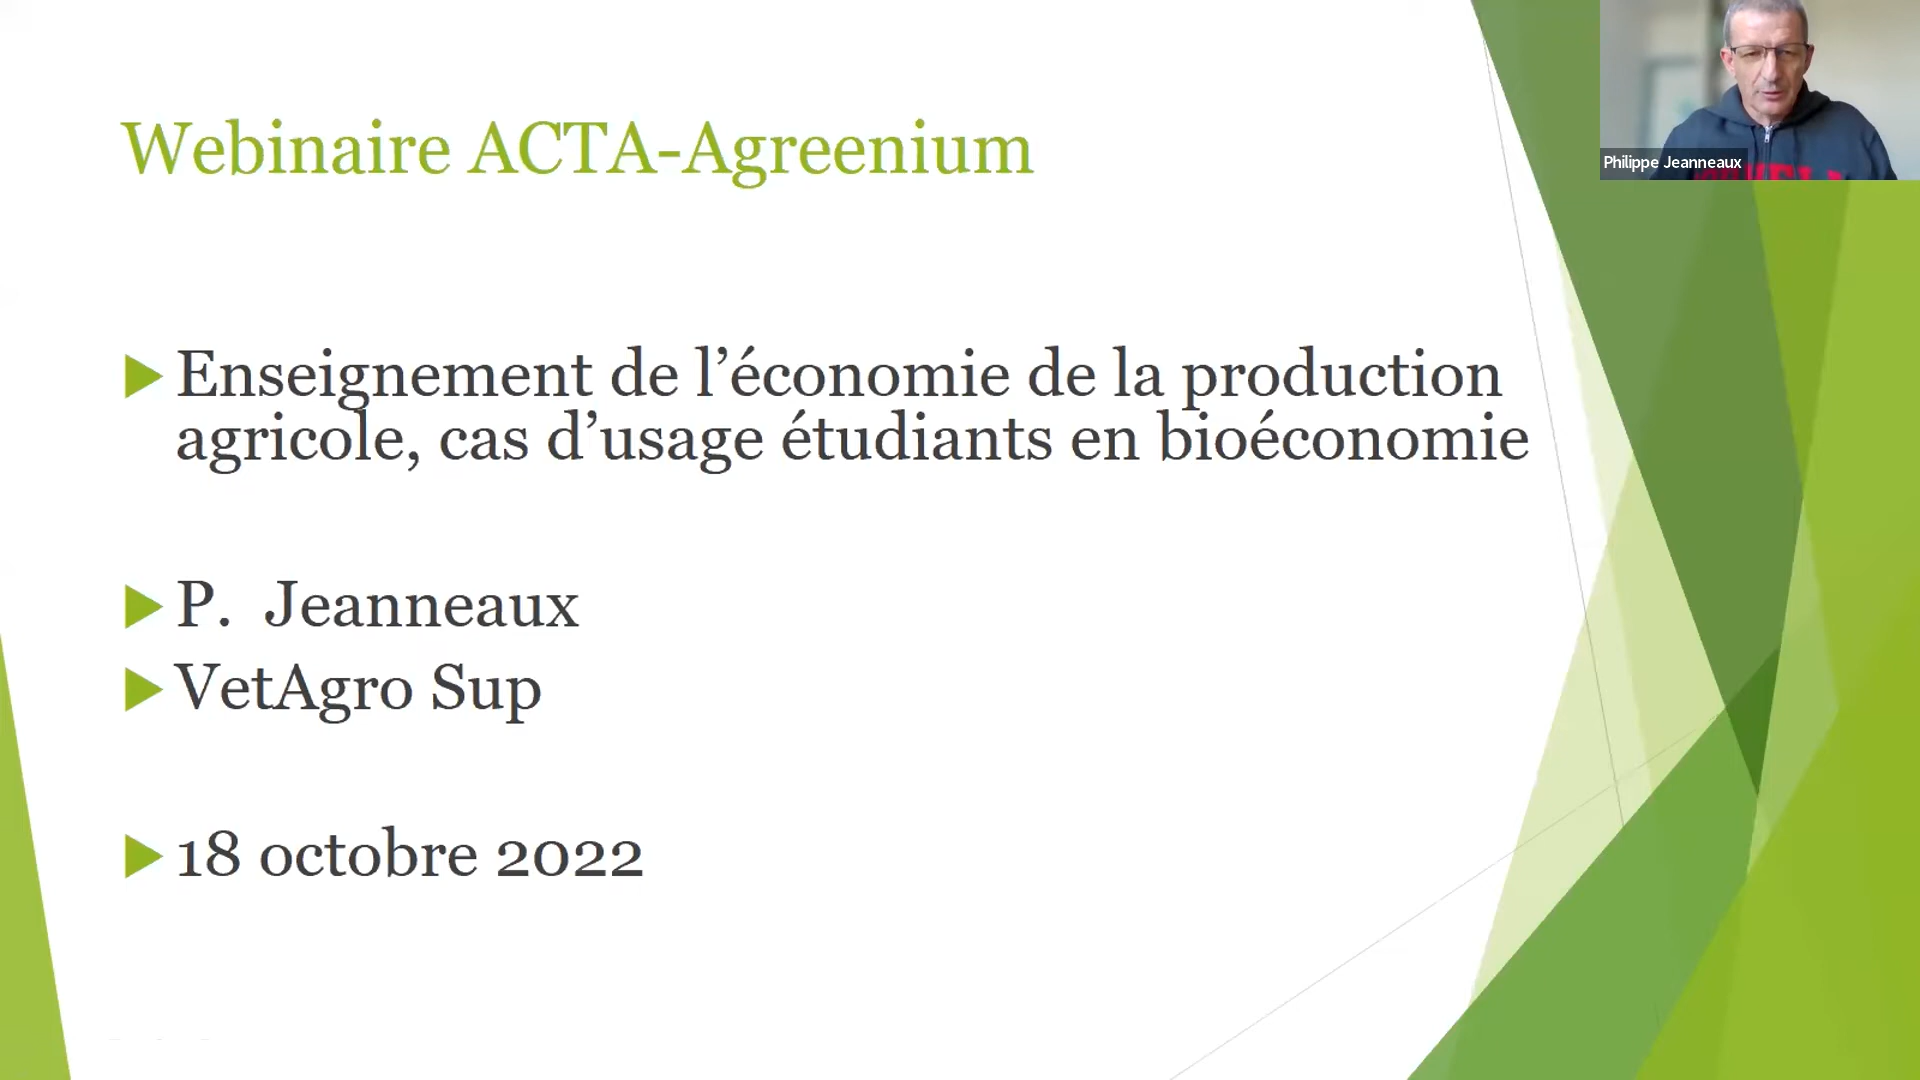 Webinaire ACTA-Agreenium
Philippe Jeanneaux
Enseignement de l’économie de la production
agricole, cas d’usage étudiants en bioéconomie
P.  Jeanneaux
VetAgro Sup
18 octobre 2022